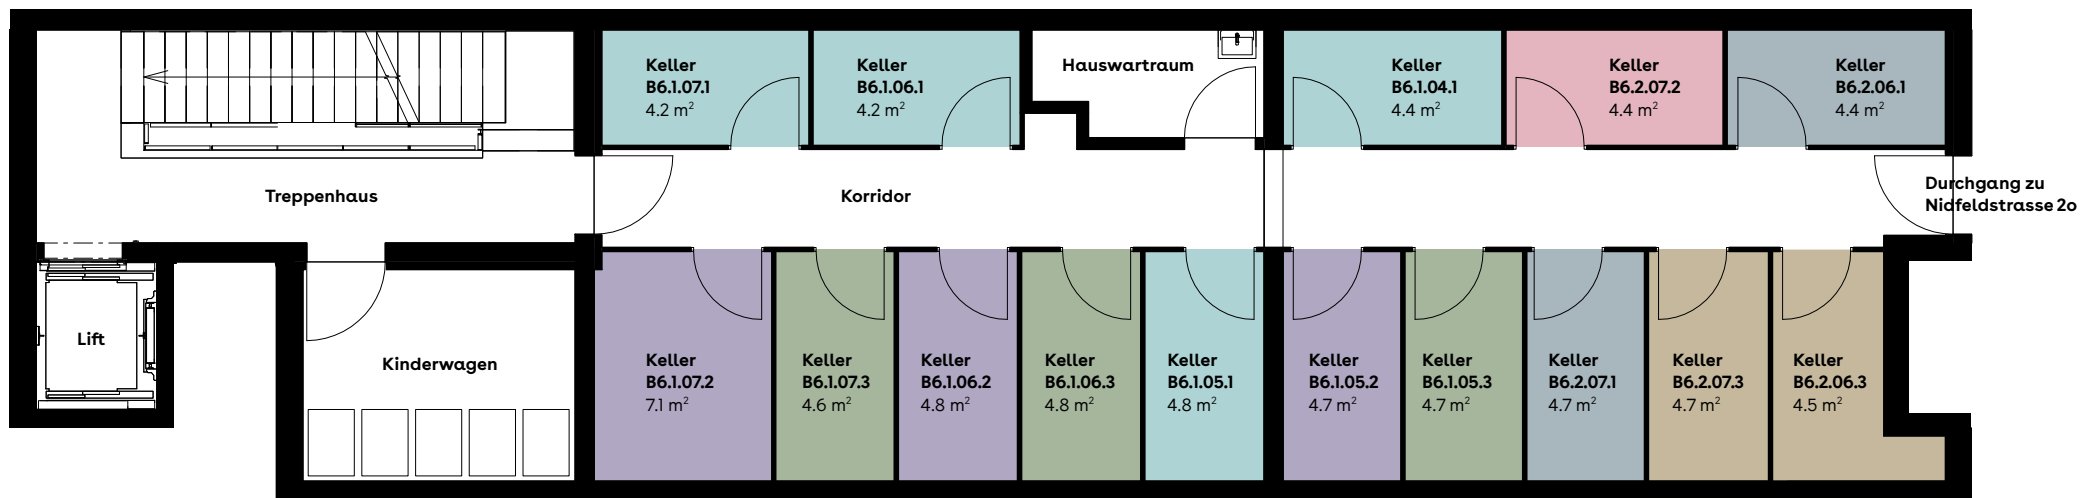 Keller
B6.1.07.1
4.2 m²
Keller
B6.1.06.1
4.2 m²
Hauswartraum
Keller
B6.1.04.1
4.4 m²
Keller
B6.2.07.2
4.4 m²
Keller
B6.2.06.1
4.4 m²
Treppenhaus
Korridor
Durchgang zu
Nidfeldstrasse 2o
Lift
Kinderwagen
Keller
B6.1.07.2
7.1 m²
Keller
B6.1.07.3
4.6 m²
Keller
B6.1.06.2
4.8 m²
Keller
B6.1.06.3
4.8 m²
Keller
B6.1.05.1
4.8 m²
Keller
B6.1.05.2
4.7 m²
Keller
B6.1.05.3
4.7 m²
Keller
B6.2.07.1
4.7 m²
Keller
B6.2.07.3
4.7 m²
Keller
B6.2.06.3
4.5 m²